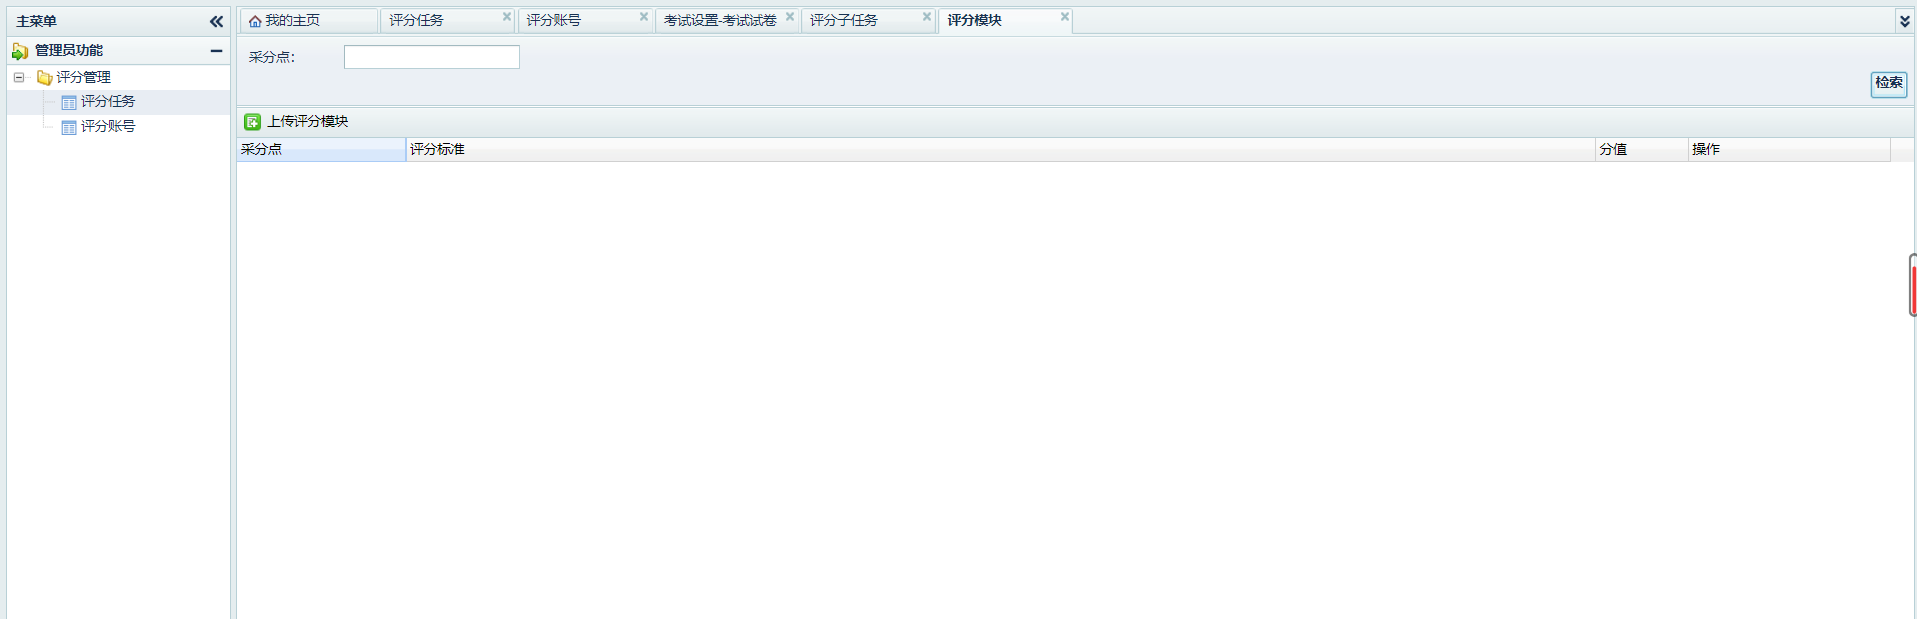 主菜单
管理员功能
评分管理
评分任务
评分账号
我的主页 评分任务 评分账号 考试设置-考试试卷 评分子任务 评分模块
采分点：
检索
上传评分模块
采分点 评分标准 分值 操作